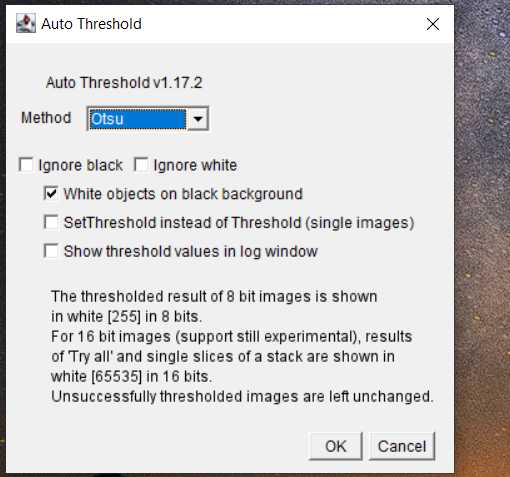 Auto Threshold
Auto Threshold v1.17.2
Method Otsu
Ignore black Ignore white
White objects on black background
SetThreshold instead of Threshold (single images)
Show threshold values in log window
The thresholded result of 8 bit images is shown
in white [255] in 8 bits.
For 16 bit images (support still experimental), results
of 'Try all' and single slices of a stack are shown in
white [65535] in 16 bits.
Unsuccessfully thresholded images are left unchanged.
OK Cancel